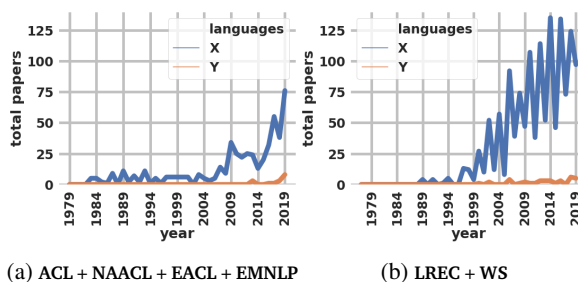 languages
X
Y
total papers
125
100
75
50
25
0
1979
1984
1989
1994
1999
2004
2009
2014
2019
year
(a) ACL + NAACL + EACL + EMNLP
languages
X
Y
total papers
125
100
75
50
25
0
1979
1984
1989
1994
1999
2004
2009
2014
2019
year
(b) LREC + WS